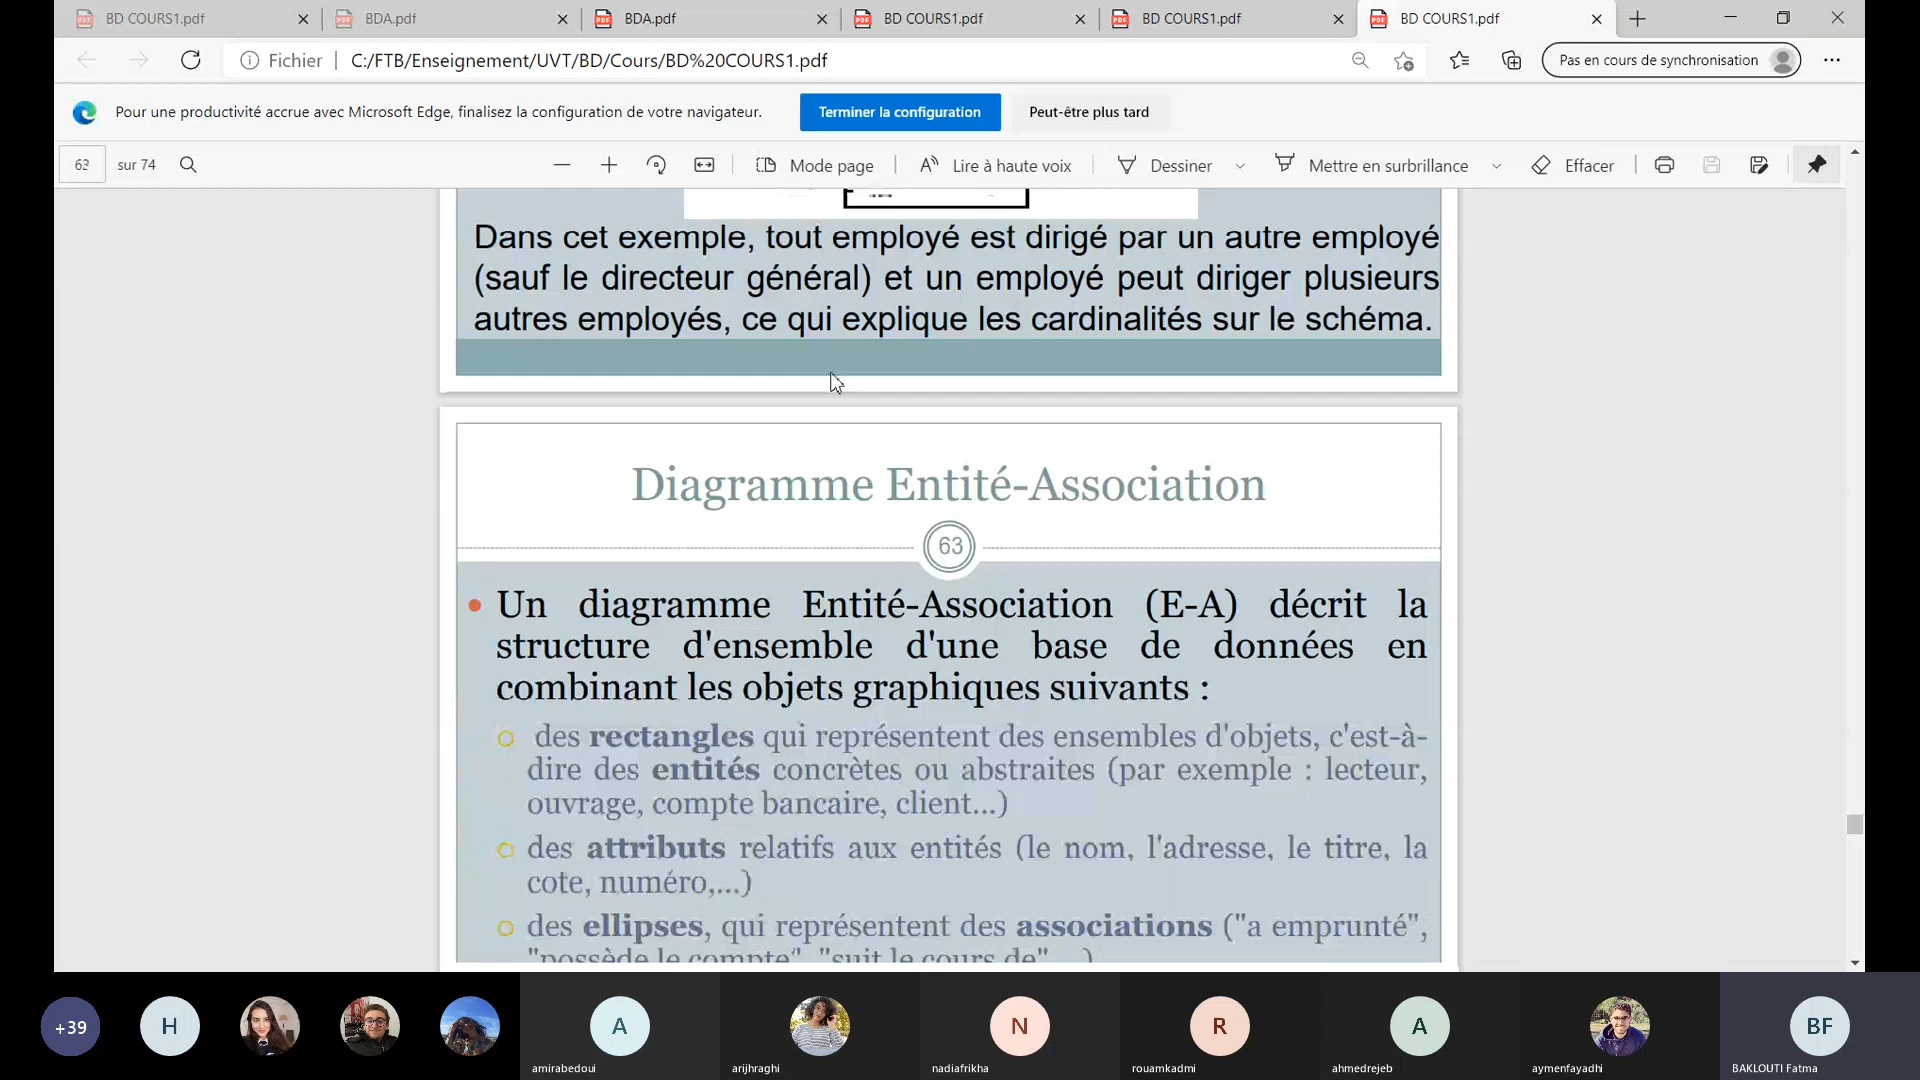 BD COURS1.pdf
BDA.pdf
BDA.pdf
BD COURS1.pdf
BD COURS1.pdf
BD COURS1.pdf
Fichier C:/FTB/Enseignement/UVT/BD/Cours/BD%20COURS1.pdf
Pas en cours de synchronisation
Pour une productivité accrue avec Microsoft Edge, finalisez la configuration de votre navigateur.
Terminer la configuration
Peut-être plus tard
63 sur 74
Mode page
Lire à haute voix
Dessiner
Mettre en surbrillance
Effacer
Dans cet exemple, tout employé est dirigé par un autre employé
(sauf le directeur général) et un employé peut diriger plusieurs
autres employés, ce qui explique les cardinalités sur le schéma.
Diagramme Entité-Association
63
Un diagramme Entité-Association (E-A) décrit la
structure d'ensemble d'une base de données en
combinant les objets graphiques suivants :
des rectangles qui représentent des ensembles d'objets, c'est-à-
dire des entités concrètes ou abstraites (par exemple : lecteur,
ouvrage, compte bancaire, client...)
des attributs relatifs aux entités (le nom, l'adresse, le titre, la
cote, numéro,...)
des ellipses, qui représentent des associations ("a emprunté",
"possède le compte", "suit le cours de",...)
+39
H
A
N
R
A
BF
amirabedoui
arijhraghi
nadiafrikha
rouamkadmi
ahmedrejeb
aymenfayadhi
BAKLOUTI Fatma